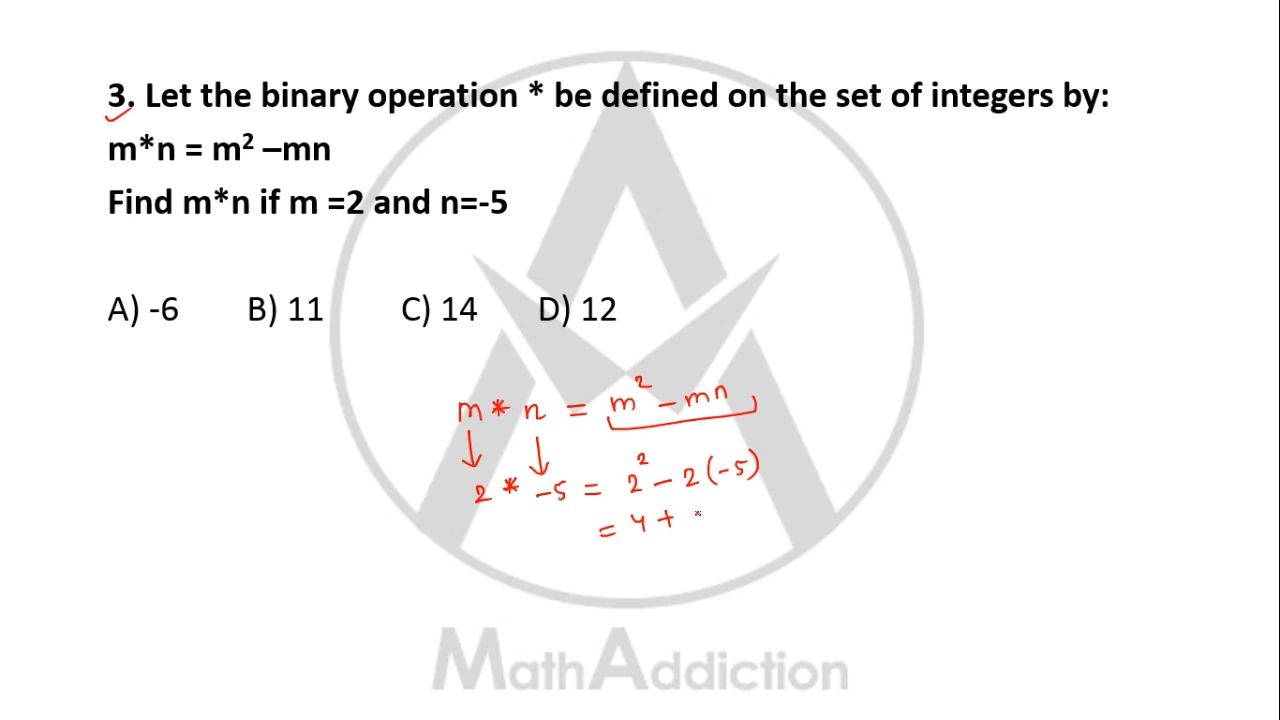 3. Let the binary operation * be defined on the set of integers by:
m*n = m² –mn
Find m*n if m =2 and n=-5
A) -6 B) 11 C) 14 D) 12
m * n = m² - mn
2 * -5 = 2² - 2(-5)
= 4 +
MathAddiction